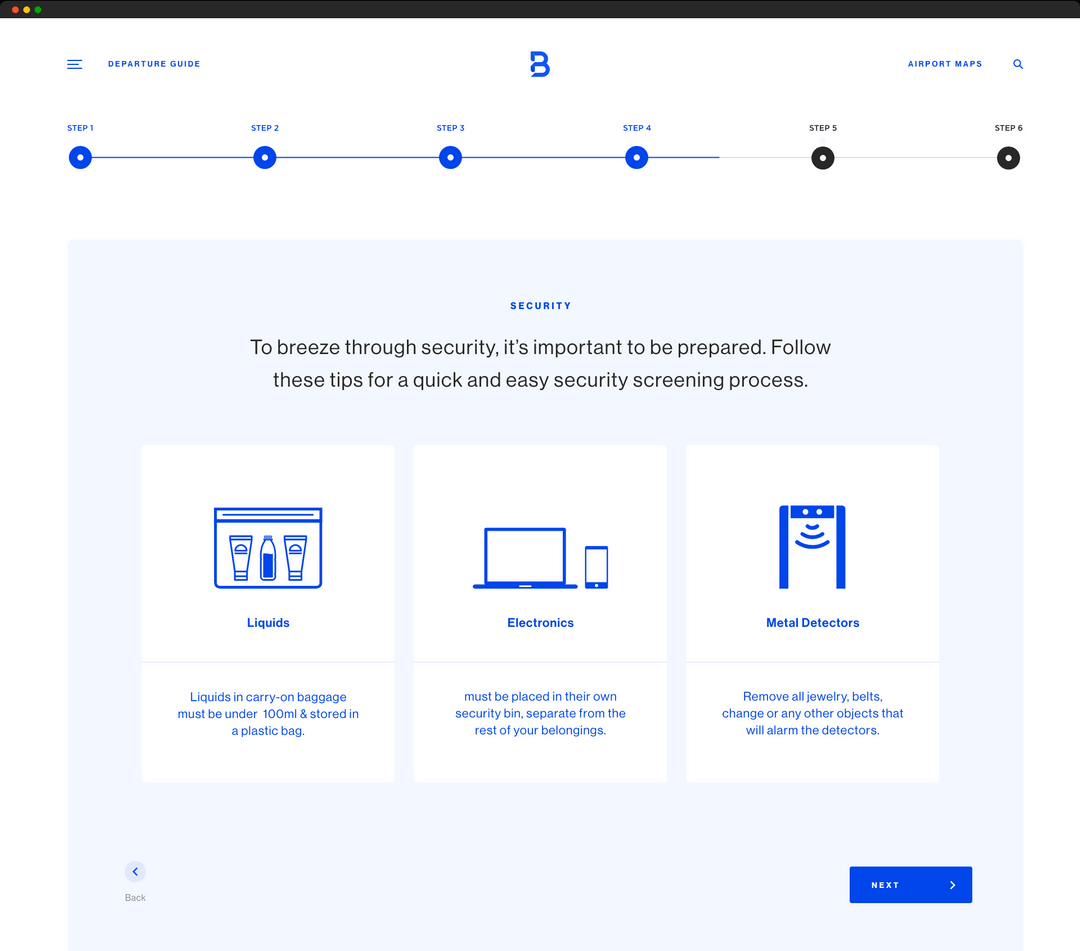 DEPARTURE GUIDE
B
AIRPORT MAPS
STEP 1
STEP 2
STEP 3
STEP 4
STEP 5
STEP 6
SECURITY
To breeze through security, it’s important to be prepared. Follow
these tips for a quick and easy security screening process.
Liquids
Liquids in carry-on baggage
must be under  100ml & stored in
a plastic bag.
Electronics
must be placed in their own
security bin, separate from the
rest of your belongings.
Metal Detectors
Remove all jewelry, belts,
change or any other objects that
will alarm the detectors.
Back
NEXT